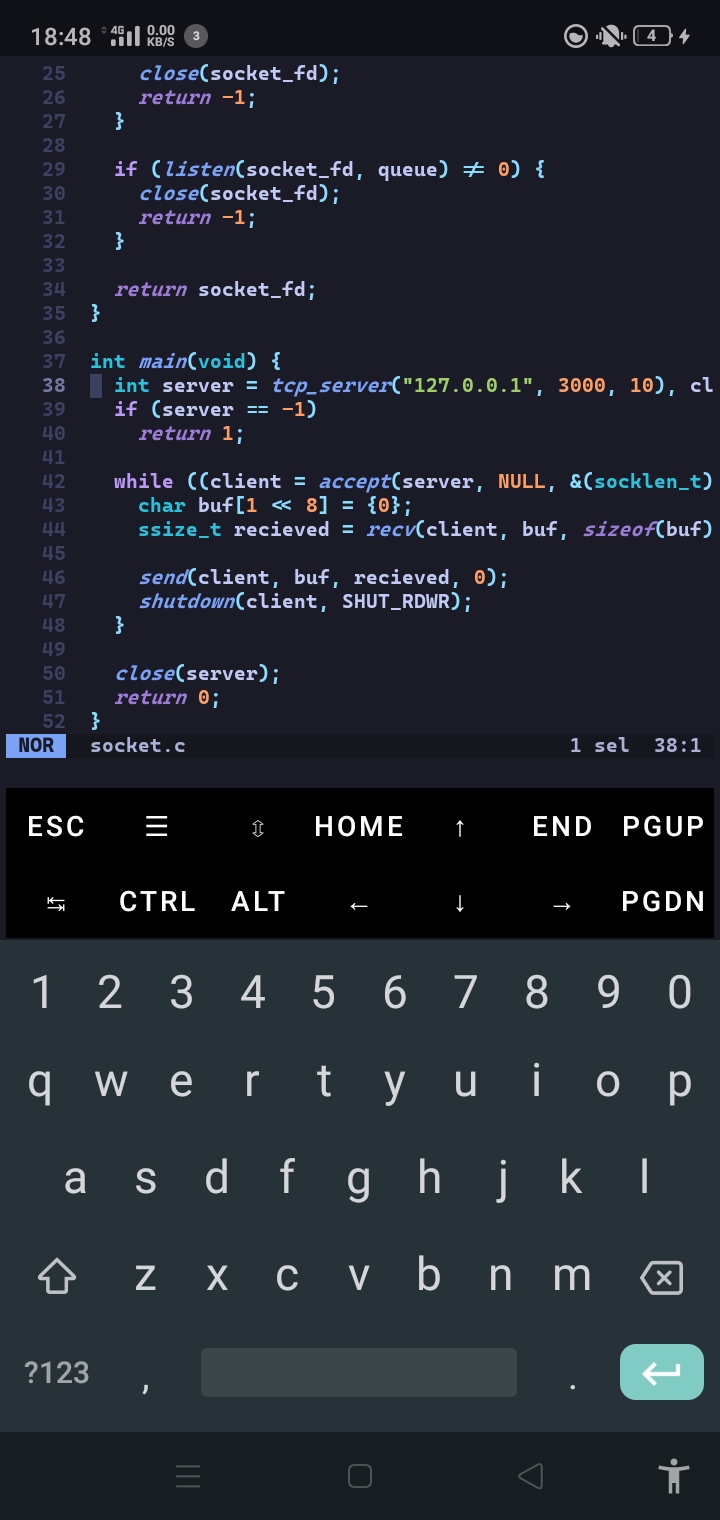 18:48 4G 0.00 KB/S 3 4
25 close(socket_fd);
26 return -1;
27 }
28
29 if (listen(socket_fd, queue) != 0) {
30 close(socket_fd);
31 return -1;
32 }
33
34 return socket_fd;
35 }
36
37 int main(void) {
38 int server = tcp_server("127.0.0.1", 3000, 10), cl
39 if (server == -1)
40 return 1;
41
42 while ((client = accept(server, NULL, &(socklen_t)
43 char buf[1 << 8] = {0};
44 ssize_t recieved = recv(client, buf, sizeof(buf)
45
46 send(client, buf, recieved, 0);
47 shutdown(client, SHUT_RDWR);
48 }
49
50 close(server);
51 return 0;
52 }
NOR socket.c 1 sel 38:1
ESC ☰ ⇳ HOME ↑ END PGUP
↹ CTRL ALT ← ↓ → PGDN
1 2 3 4 5 6 7 8 9 0
q w e r t y u i o p
a s d f g h j k l
z x c v b n m
?123 , .